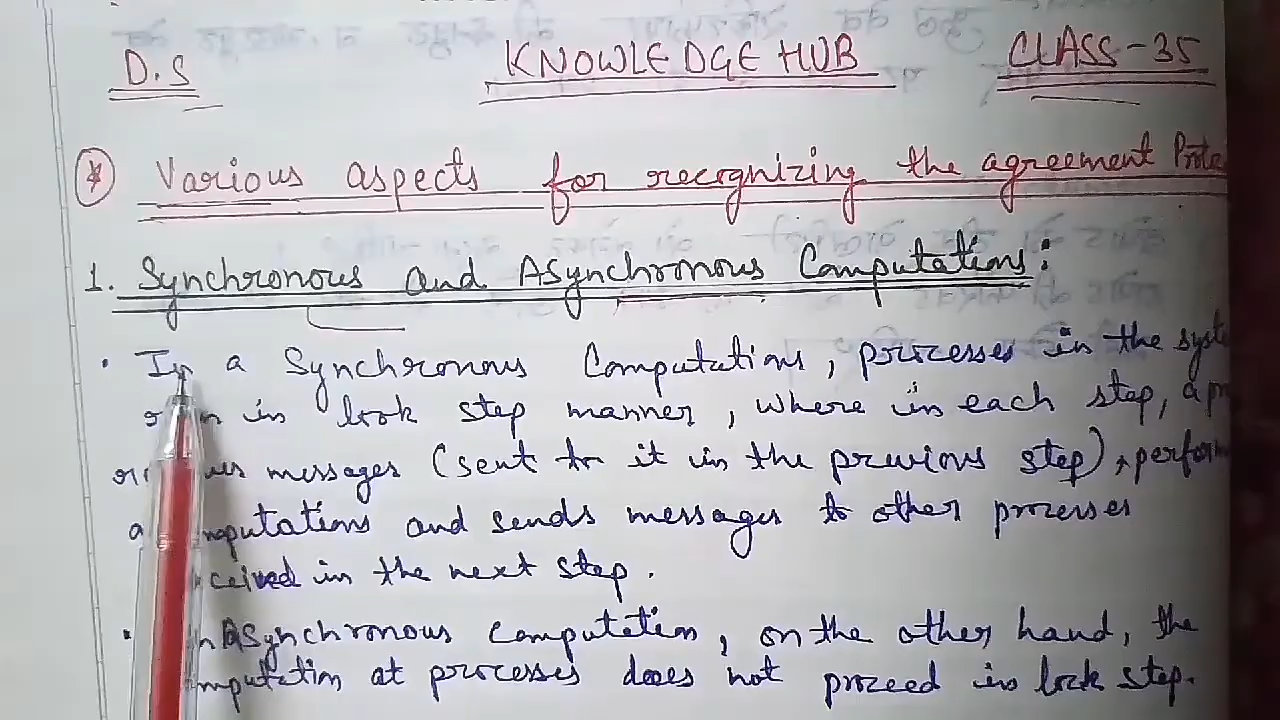 D.S KNOWLEDGE HUB CLASS-35
* Various aspects for recognizing the agreement
1. Synchronous and Asynchronous Computations:
• In a Synchronous Computations, processes in the
in lock step manner, where in each step, a
messages (sent to it in the previous step),
and sends messages to other processes
in the next step.
• Asynchronous Computation, on the other hand, the
at processes does not proceed in lock step.